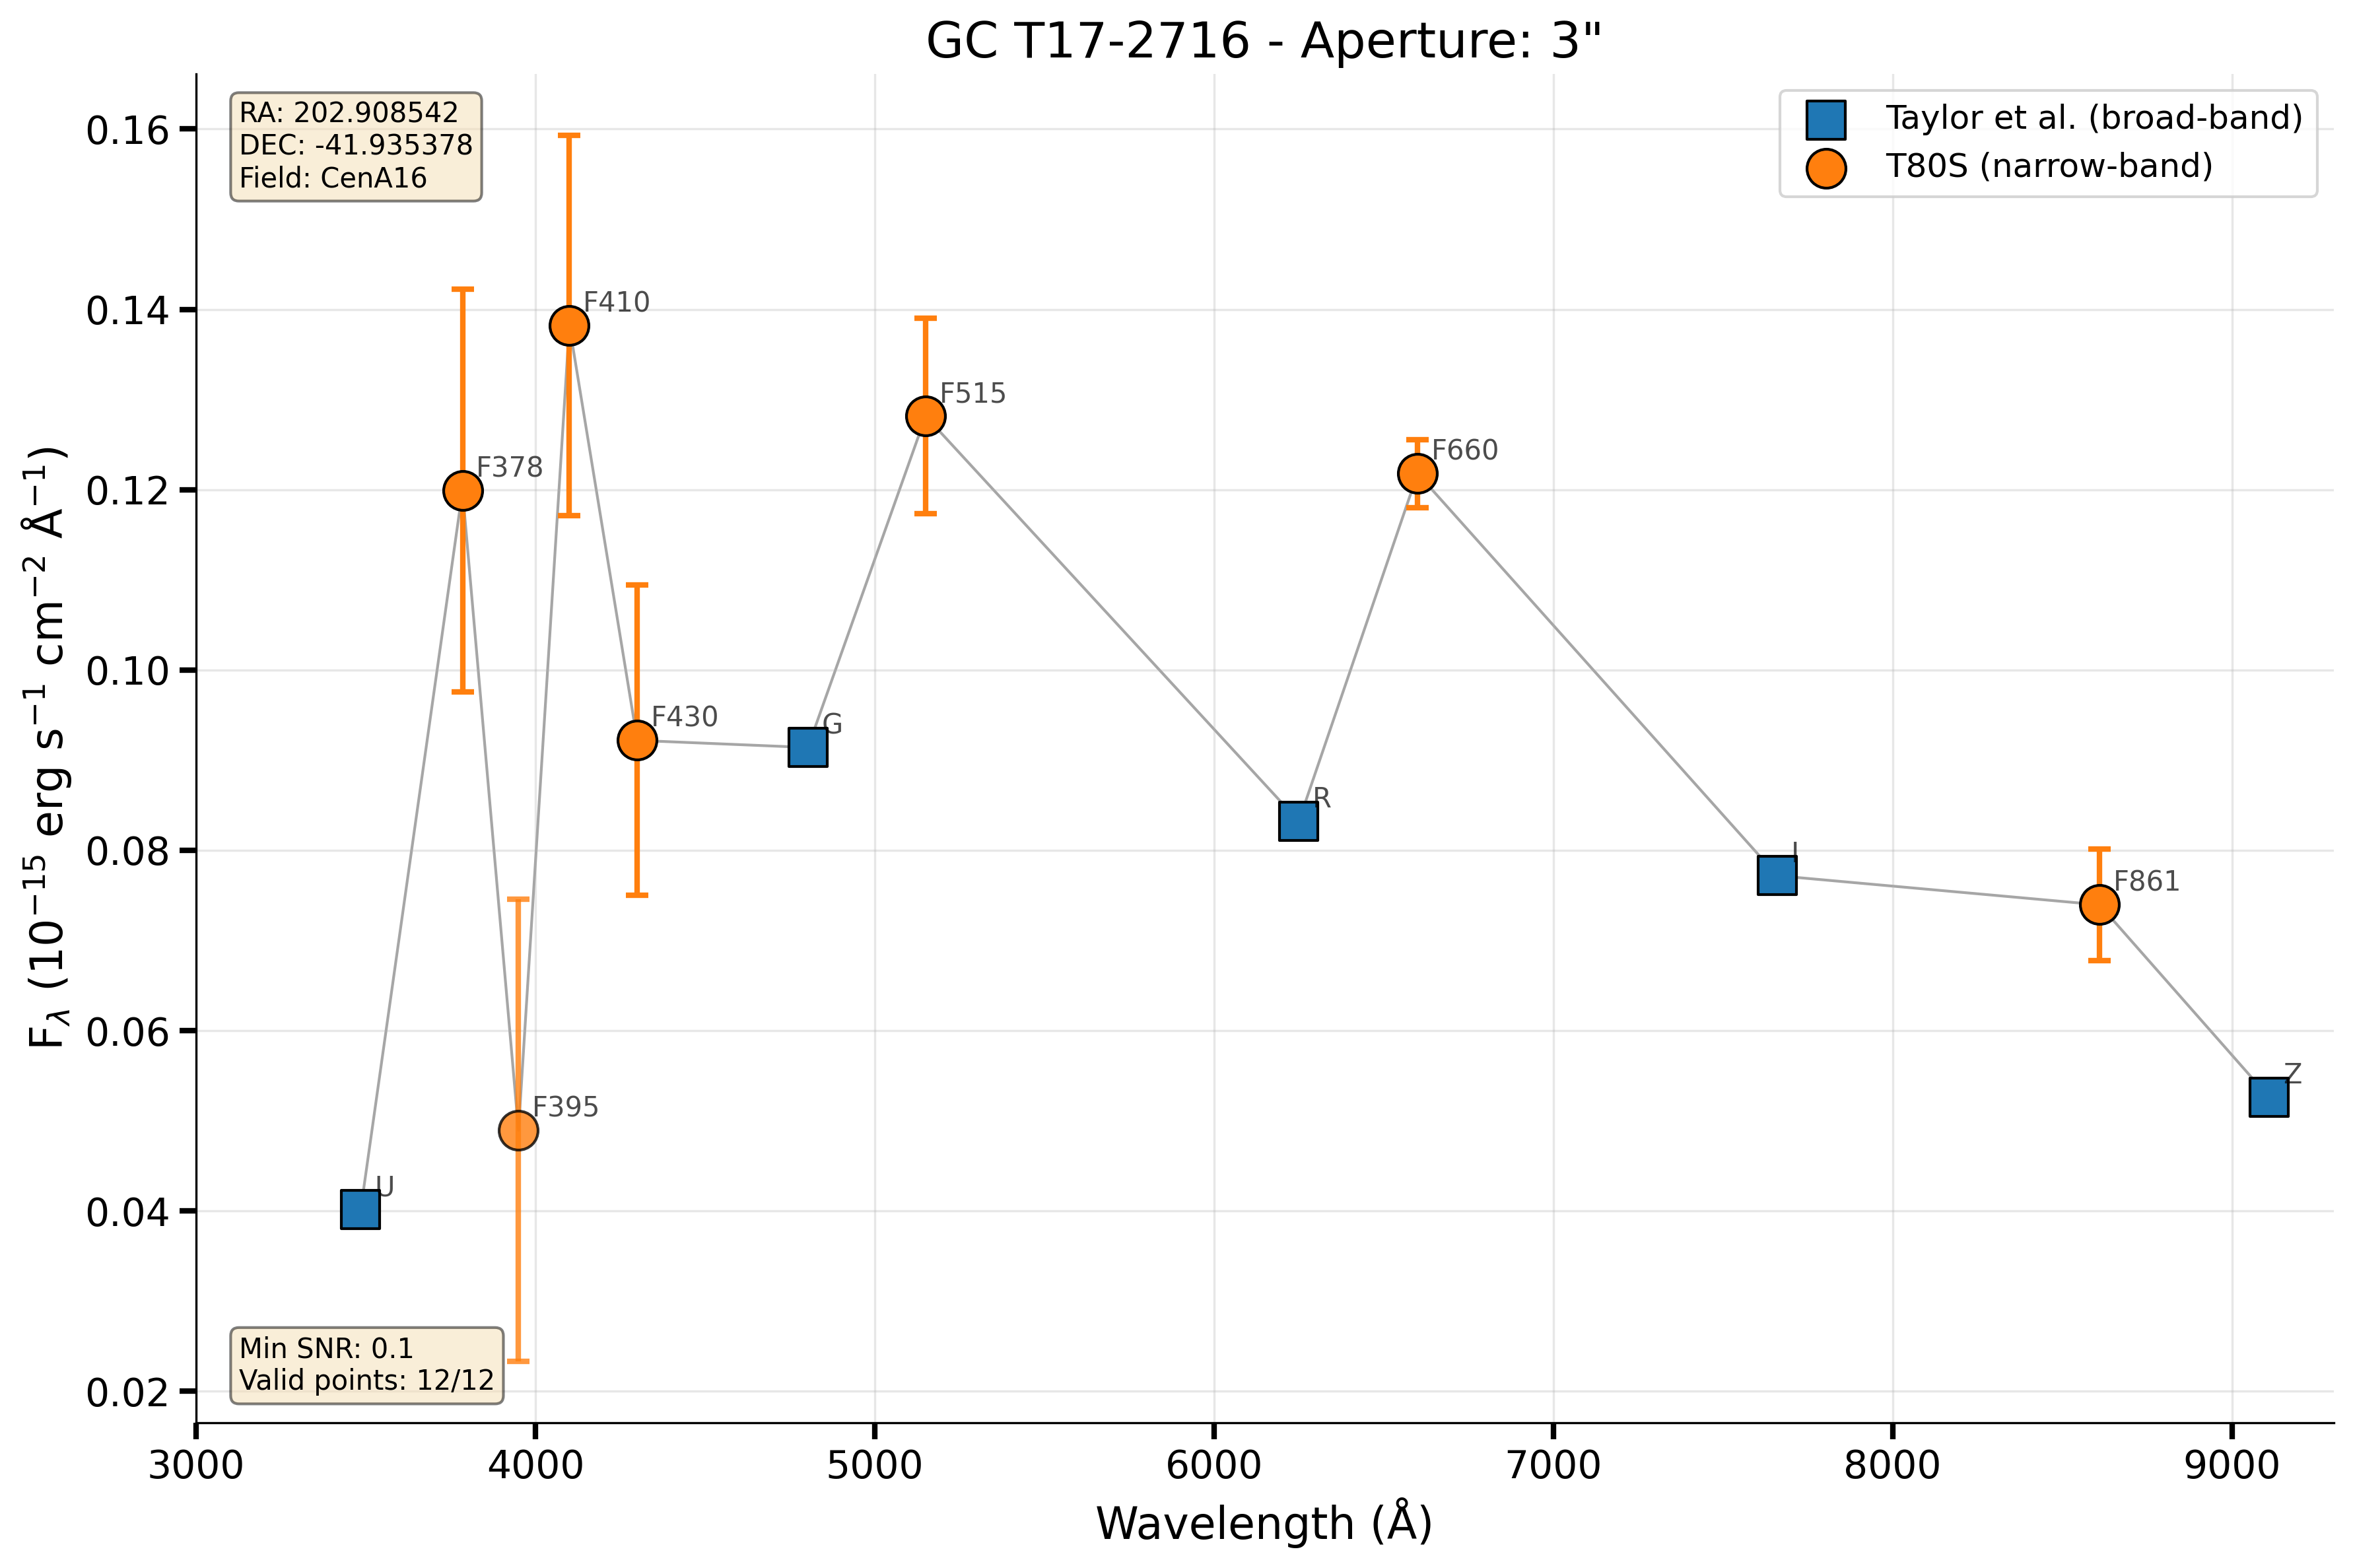 GC T17-2716 - Aperture: 3"
RA: 202.908542
DEC: -41.935378
Field: CenA16
Taylor et al. (broad-band)
T80S (narrow-band)
0.16
0.14
0.12
0.10
0.08
0.06
0.04
0.02
F_λ (10⁻¹⁵ erg s⁻¹ cm⁻² Å⁻¹)
F410
F378
F515
F660
F430
G
R
I
F861
Z
F395
U
Min SNR: 0.1
Valid points: 12/12
3000 4000 5000 6000 7000 8000 9000
Wavelength (Å)